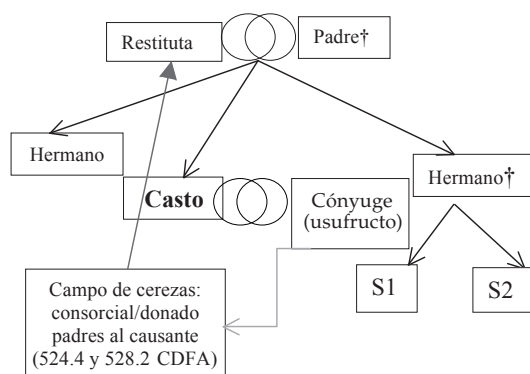 Restituta
Padre†
Hermano
Casto
Cónyuge
(usufructo)
Hermano†
S1
S2
Campo de cerezas:
consorcial/donado
padres al causante
(524.4 y 528.2 CDFA)